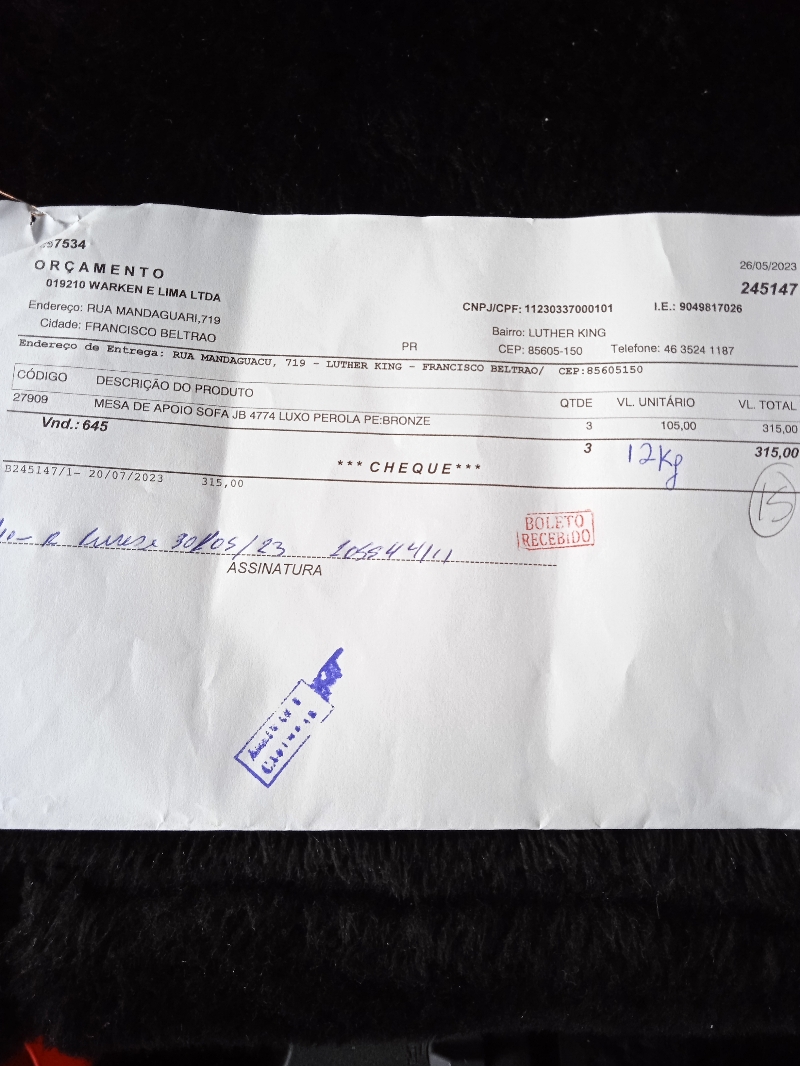 7534
ORÇAMENTO
26/05/2023
019210 WARKEN E LIMA LTDA
245147
CNPJ/CPF: 11230337000101 I.E.: 9049817026
Endereço: RUA MANDAGUARI,719
Bairro: LUTHER KING
Cidade: FRANCISCO BELTRAO PR CEP: 85605-150 Telefone: 46 3524 1187
Endereço de Entrega: RUA MANDAGUACU, 719 - LUTHER KING - FRANCISCO BELTRAO/ CEP:85605150
CÓDIGO DESCRIÇÃO DO PRODUTO QTDE VL. UNITÁRIO VL. TOTAL
27909 MESA DE APOIO SOFA JB 4774 LUXO PEROLA PE:BRONZE 3 105,00 315,00
Vnd.: 645 3 12Kg 315,00
*** CHEQUE***
B245147/1- 20/07/2023 315,00
15
BOLETO
RECEBIDO
30/05/23
ASSINATURA